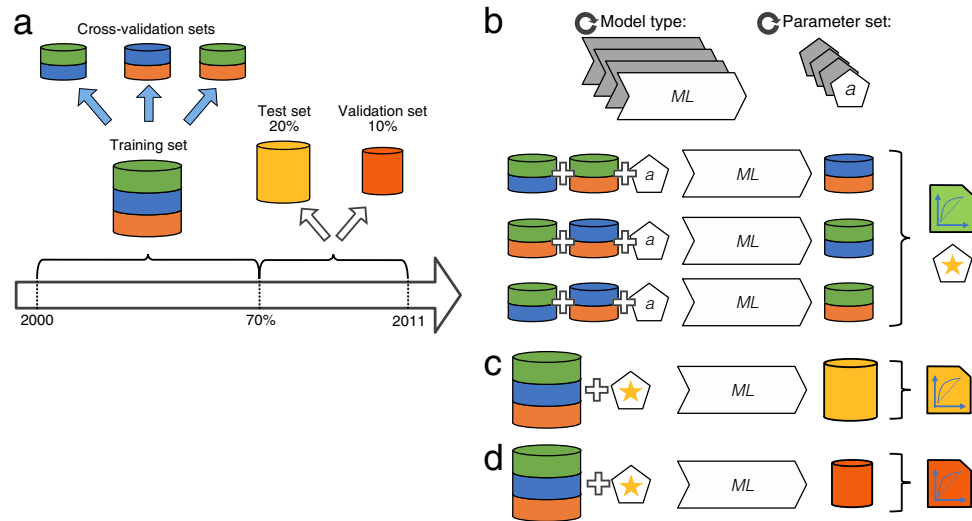 a
Cross-validation sets
Training set
Test set
20%
Validation set
10%
2000
70%
2011
b
Model type:
Parameter set:
ML
a
a
ML
a
ML
a
ML
c
ML
d
ML